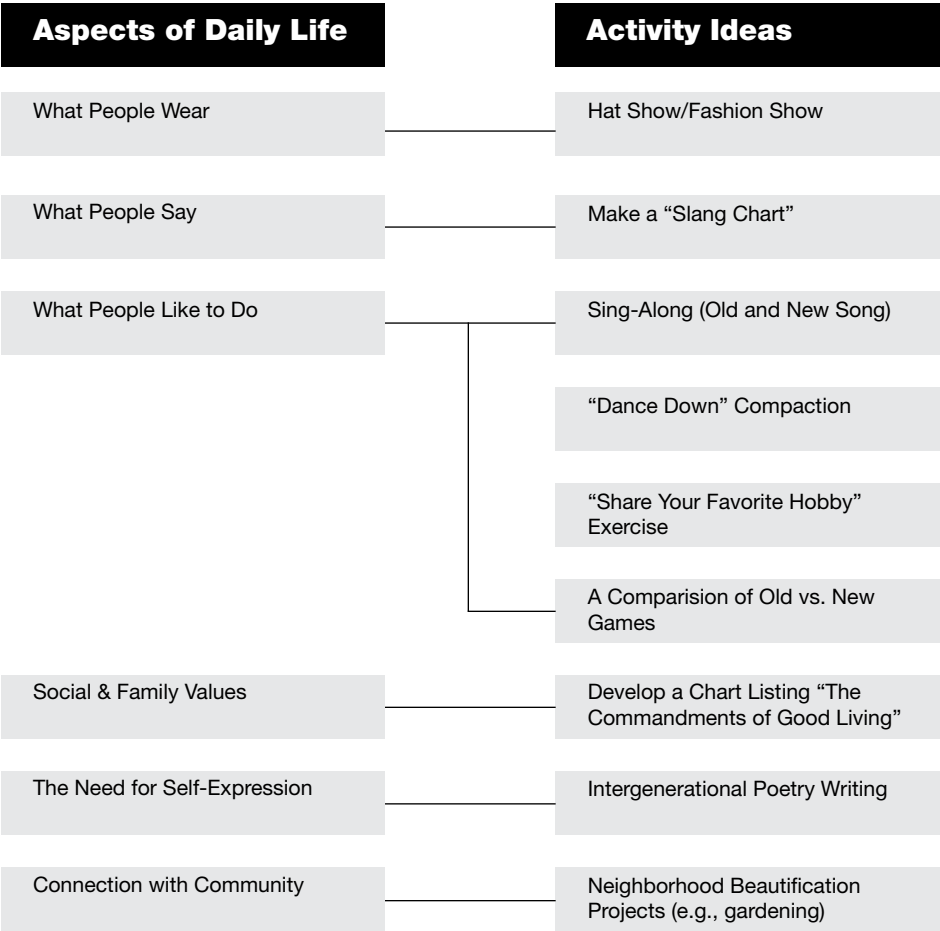 Aspects of Daily Life
Activity Ideas
What People Wear
Hat Show/Fashion Show
What People Say
Make a “Slang Chart”
What People Like to Do
Sing-Along (Old and New Song)
“Dance Down” Compaction
“Share Your Favorite Hobby”
Exercise
A Comparision of Old vs. New
Games
Social & Family Values
Develop a Chart Listing “The
Commandments of Good Living”
The Need for Self-Expression
Intergenerational Poetry Writing
Connection with Community
Neighborhood Beautification
Projects (e.g., gardening)